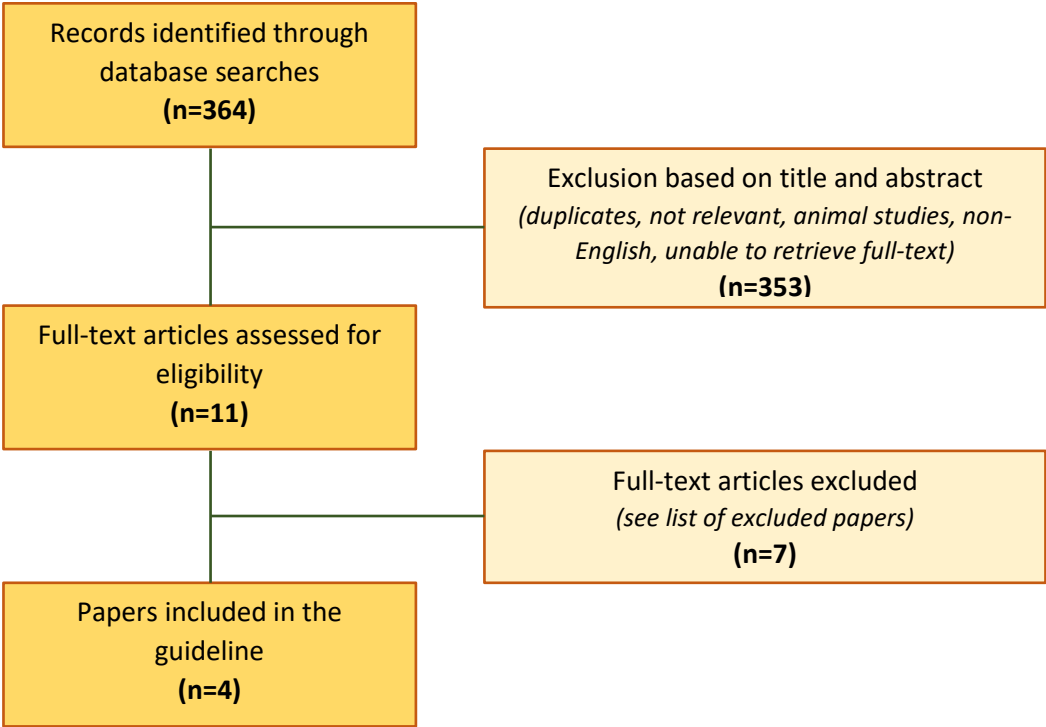 Records identified through
database searches
(n=364)
Exclusion based on title and abstract
(duplicates, not relevant, animal studies, non-
English, unable to retrieve full-text)
(n=353)
Full-text articles assessed for
eligibility
(n=11)
Full-text articles excluded
(see list of excluded papers)
(n=7)
Papers included in the
guideline
(n=4)